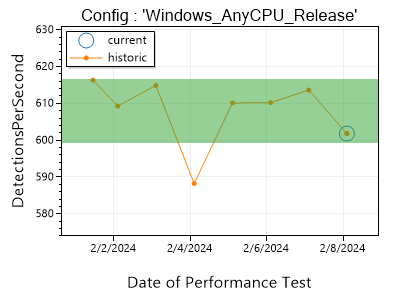 Config : 'Windows_AnyCPU_Release'
630
620
610
600
590
580
DetectionsPerSecond
current
historic
2/2/2024
2/4/2024
2/6/2024
2/8/2024
Date of Performance Test